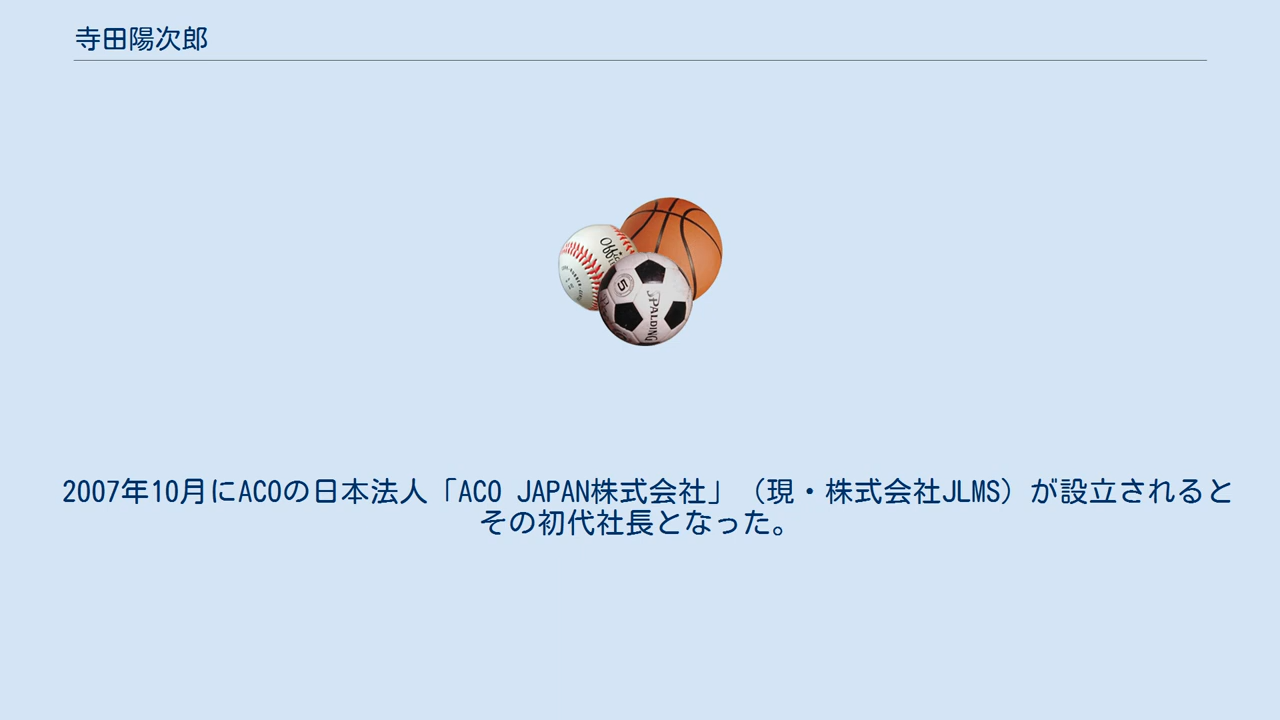 寺田陽次郎
Offici
5
SPALDING
2007年10月にACOの日本法人「ACO JAPAN株式会社」（現・株式会社JLMS）が設立されると
その初代社長となった。